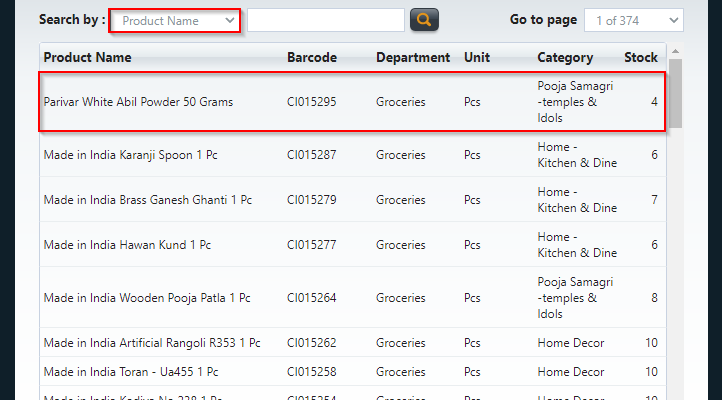 Search by : Product Name Go to page 1 of 374
Product Name Barcode Department Unit Category Stock
Parivar White Abil Powder 50 Grams CI015295 Groceries Pcs Pooja Samagri -temples & Idols 4
Made in India Karanji Spoon 1 Pc CI015287 Groceries Pcs Home - Kitchen & Dine 6
Made in India Brass Ganesh Ghanti 1 Pc CI015279 Groceries Pcs Home - Kitchen & Dine 7
Made in India Hawan Kund 1 Pc CI015277 Groceries Pcs Home - Kitchen & Dine 6
Made in India Wooden Pooja Patla 1 Pc CI015264 Groceries Pcs Pooja Samagri -temples & Idols 8
Made in India Artificial Rangoli R353 1 Pc CI015262 Groceries Pcs Home Decor 10
Made in India Toran - Ua455 1 Pc CI015258 Groceries Pcs Home Decor 10